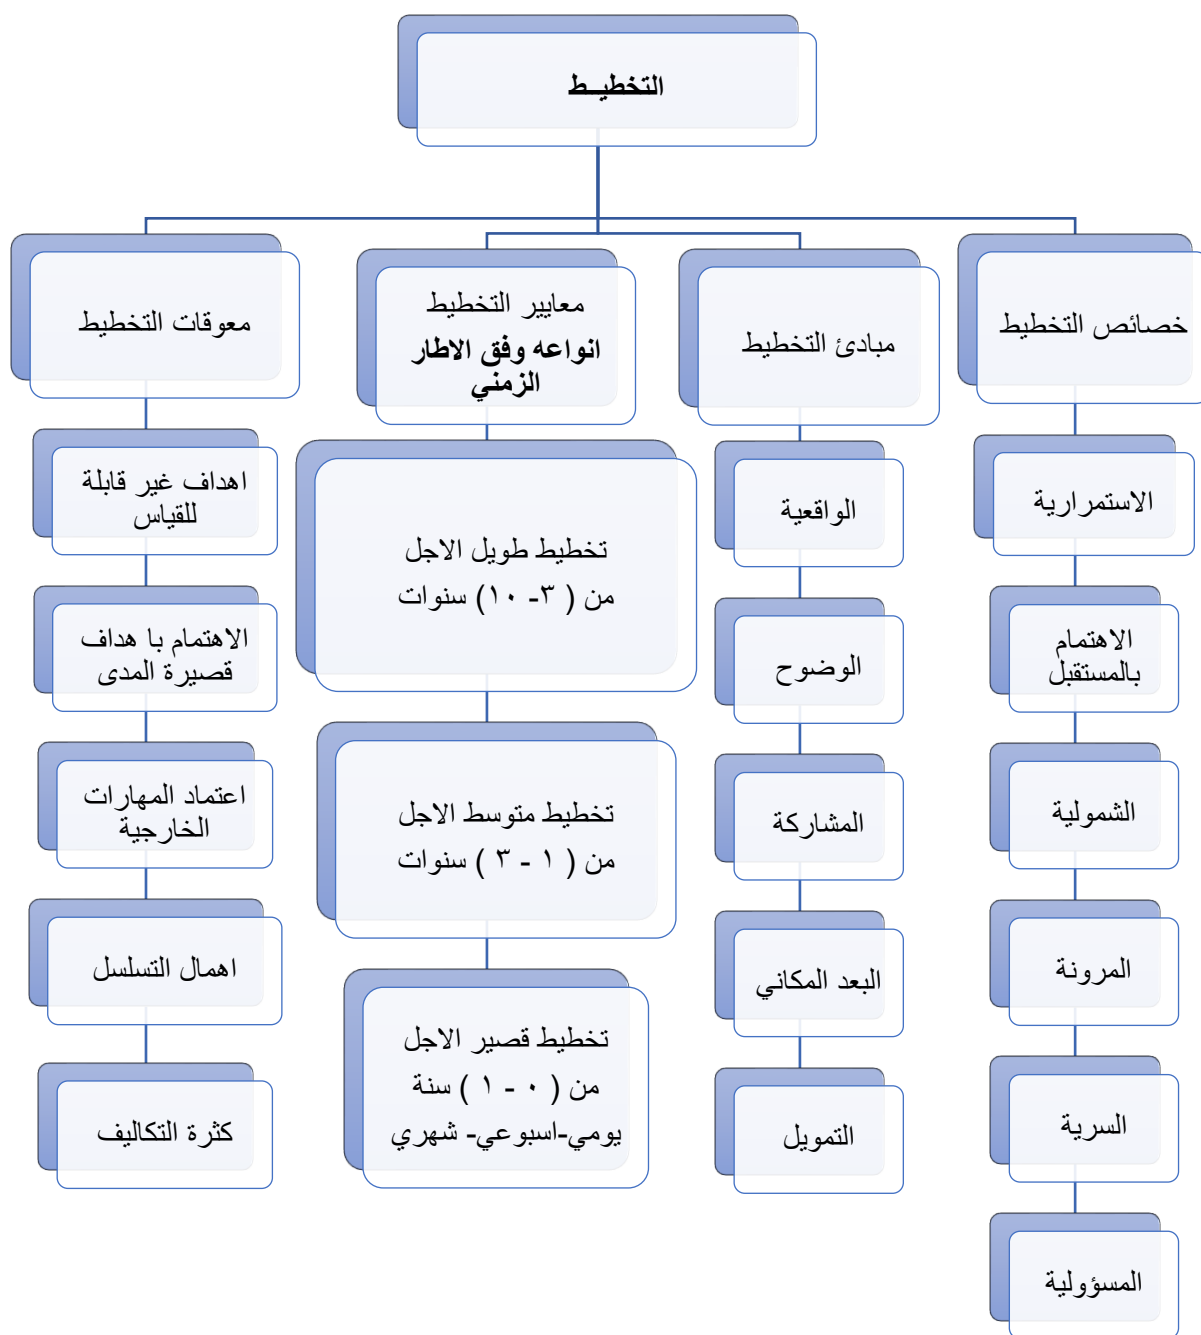 التخطيـط
خصائص التخطيط
الاستمرارية
الاهتمام
بالمستقبل
الشمولية
المرونة
السرية
المسؤولية
مبادئ التخطيط
الواقعية
الوضوح
المشاركة
البعد المكاني
التمويل
معايير التخطيط
انواعه وفق الاطار
الزمني
تخطيط طويل الاجل
من ( ٣- ١٠) سنوات
تخطيط متوسط الاجل
من ( ١ - ٣ ) سنوات
تخطيط قصير الاجل
من ( ٠ - ١ ) سنة
يومي-اسبوعي- شهري
معوقات التخطيط
اهداف غير قابلة
للقياس
الاهتمام با هداف
قصيرة المدى
اعتماد المهارات
الخارجية
اهمال التسلسل
كثرة التكاليف